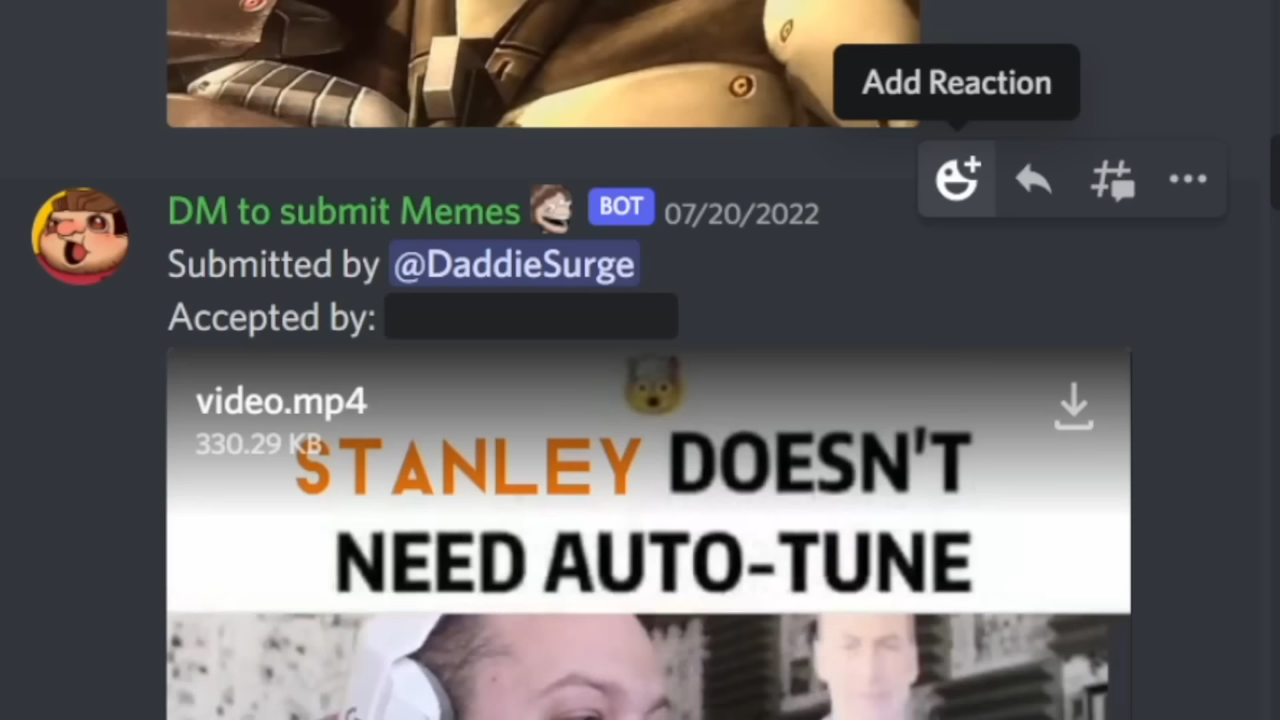 Add Reaction
DM to submit Memes BOT 07/20/2022
Submitted by @DaddieSurge
Accepted by:
video.mp4
330.29 KB
STANLEY DOESN'T
NEED AUTO-TUNE